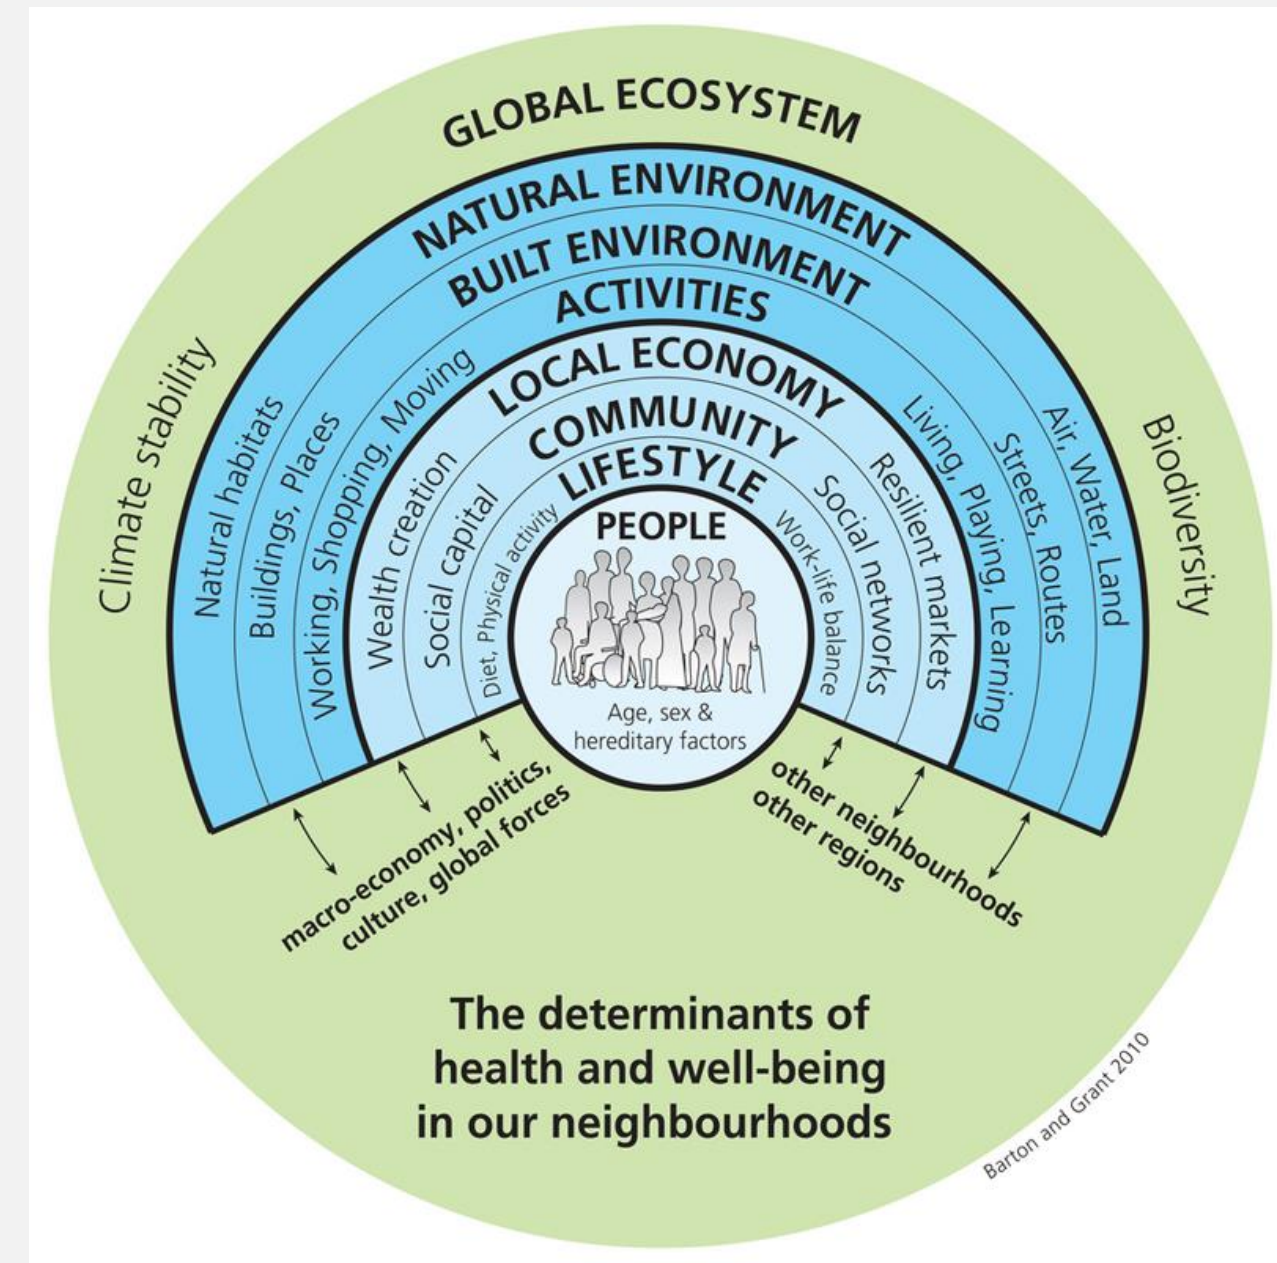 GLOBAL ECOSYSTEM
NATURAL ENVIRONMENT
BUILT ENVIRONMENT
ACTIVITIES
LOCAL ECONOMY
COMMUNITY
LIFESTYLE
PEOPLE
Climate stability
Natural habitats
Buildings, Places
Working, Shopping, Moving
Wealth creation
Social capital
Diet, Physical activity
Work-life balance
Social networks
Resilient markets
Living, Playing, Learning
Streets, Routes
Air, Water, Land
Biodiversity
Age, sex &
hereditary factors
macro-economy, politics,
culture, global forces
other neighbourhoods
other regions
The determinants of
health and well-being
in our neighbourhoods
Barton and Grant 2010